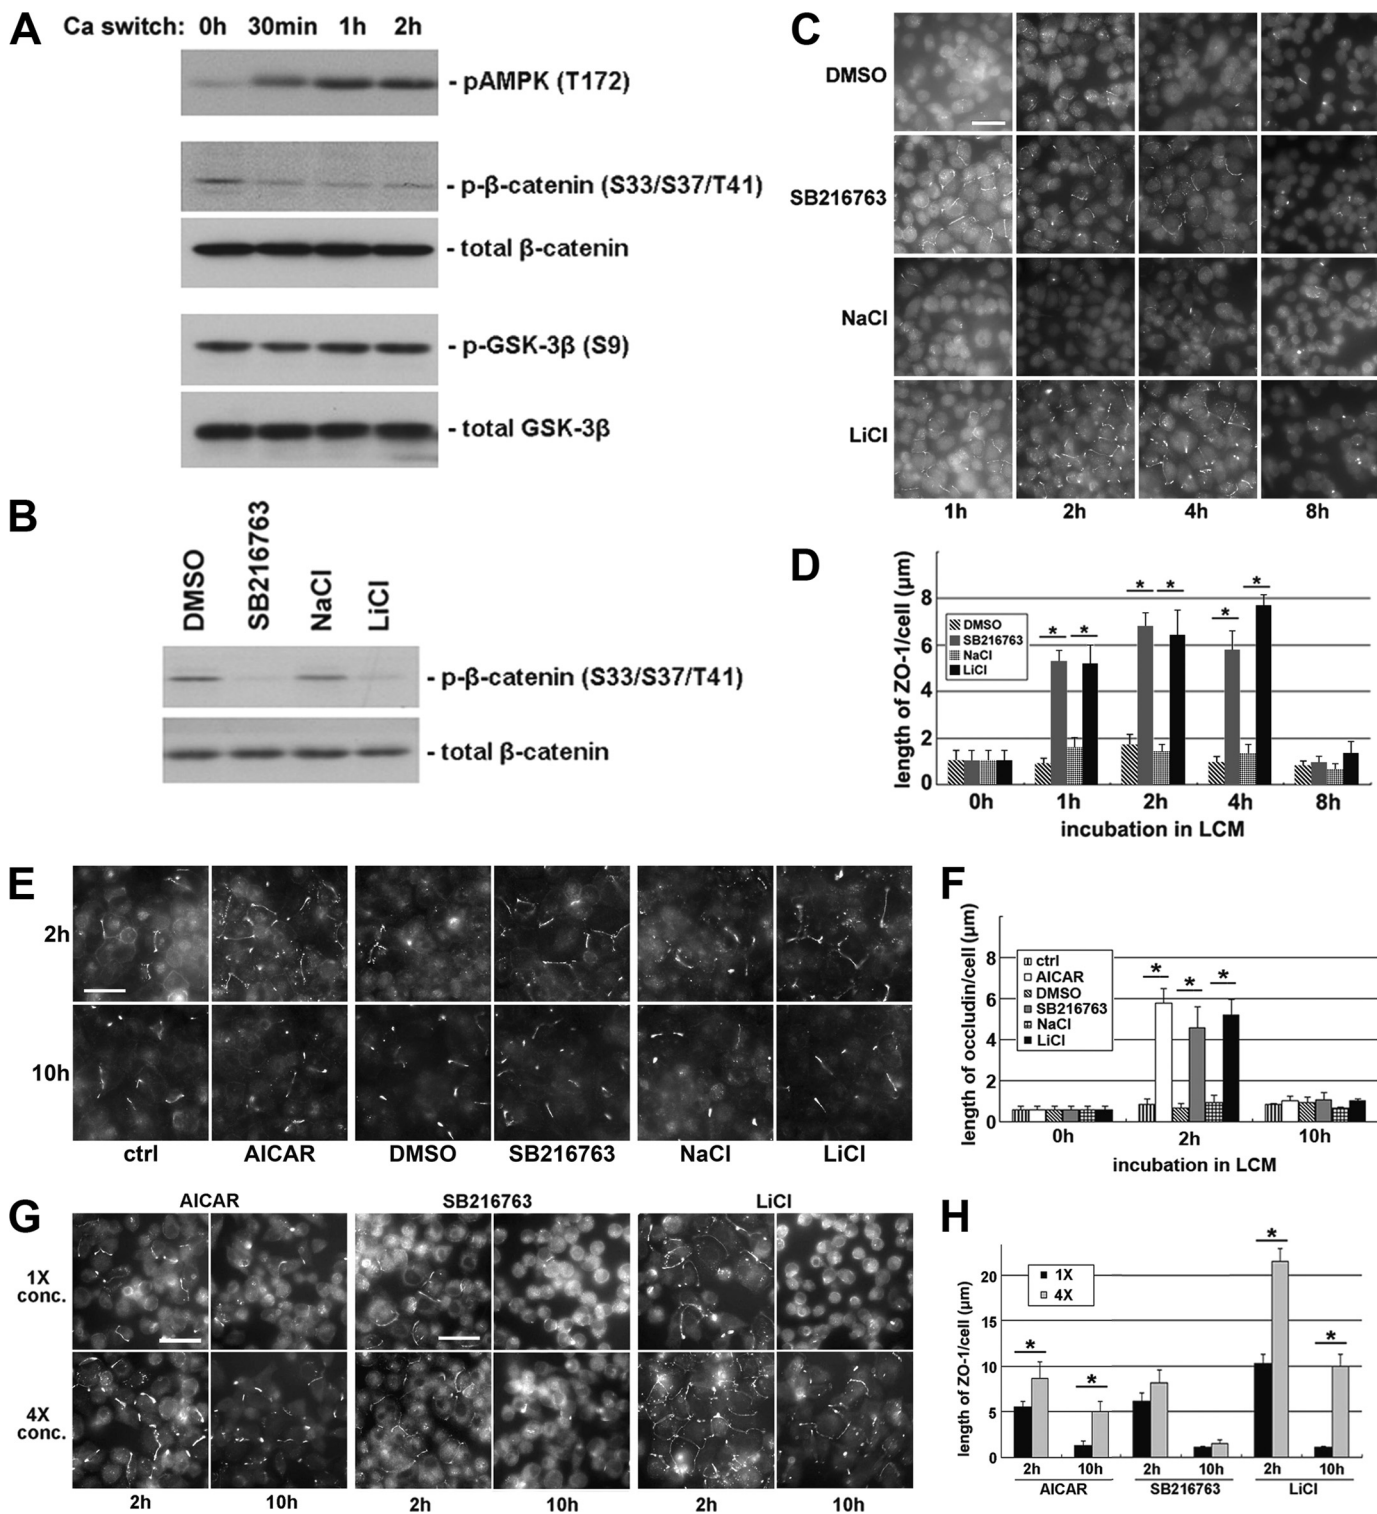 A
Ca switch: 0h 30min 1h 2h
- pAMPK (T172)
- p-β-catenin (S33/S37/T41)
- total β-catenin
- p-GSK-3β (S9)
- total GSK-3β
B
DMSO SB216763 NaCl LiCl
- p-β-catenin (S33/S37/T41)
- total β-catenin
C
DMSO
SB216763
NaCl
LiCl
1h 2h 4h 8h
D
length of ZO-1/cell (µm)
8
6
4
2
0
DMSO
SB216763
NaCl
LiCl
* * * * * *
0h 1h 2h 4h 8h
incubation in LCM
E
2h
10h
ctrl AICAR DMSO SB216763 NaCl LiCl
F
length of occludin/cell (µm)
8
6
4
2
0
ctrl
AICAR
DMSO
SB216763
NaCl
LiCl
* * *
0h 2h 10h
incubation in LCM
G
AICAR SB216763 LiCl
1X
conc.
4X
conc.
2h 10h 2h 10h 2h 10h
H
length of ZO-1/cell (µm)
20
15
10
5
0
1X
4X
* * * *
2h 10h 2h 10h 2h 10h
AICAR SB216763 LiCl